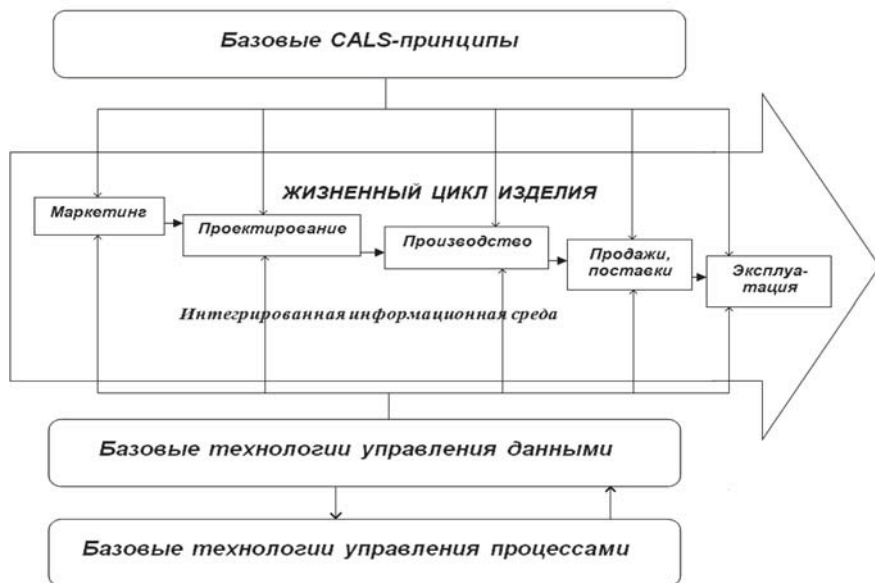 Базовые CALS-принципы
ЖИЗНЕННЫЙ ЦИКЛ ИЗДЕЛИЯ
Маркетинг
Проектирование
Производство
Продажи,
поставки
Эксплуа-
тация
Интегрированная информационная среда
Базовые технологии управления данными
Базовые технологии управления процессами